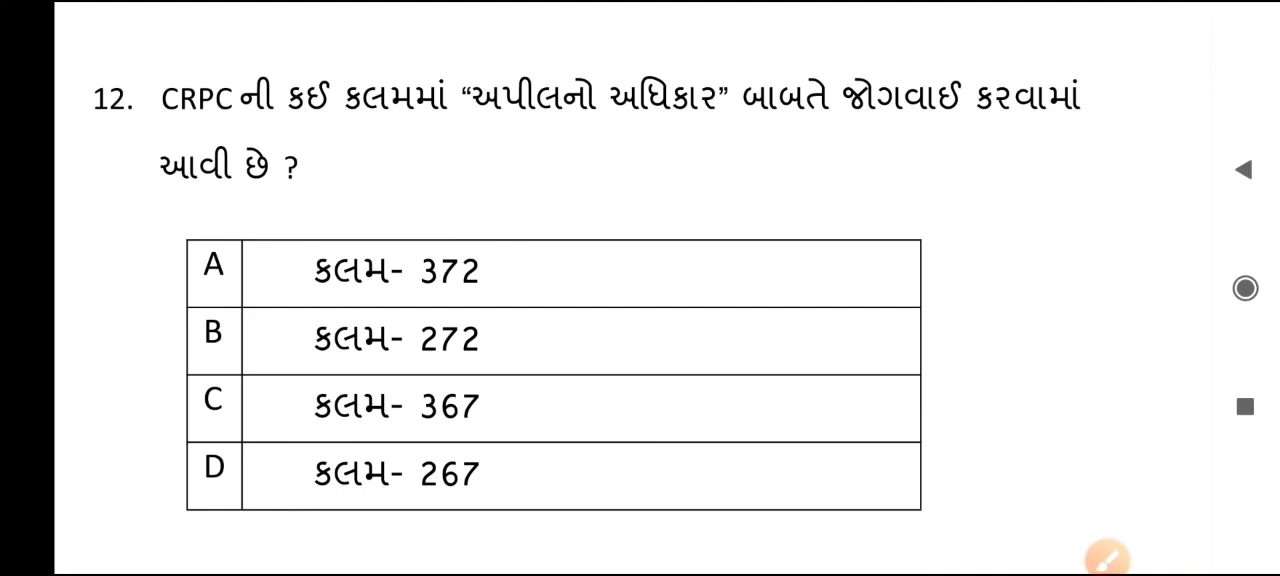 12. CRPC ની કઈ કલમમાં “અપીલનો અધિકાર” બાબતે જોગવાઈ કરવામાં
આવી છે ?
A કલમ- 372
B કલમ- 272
C કલમ- 367
D કલમ- 267